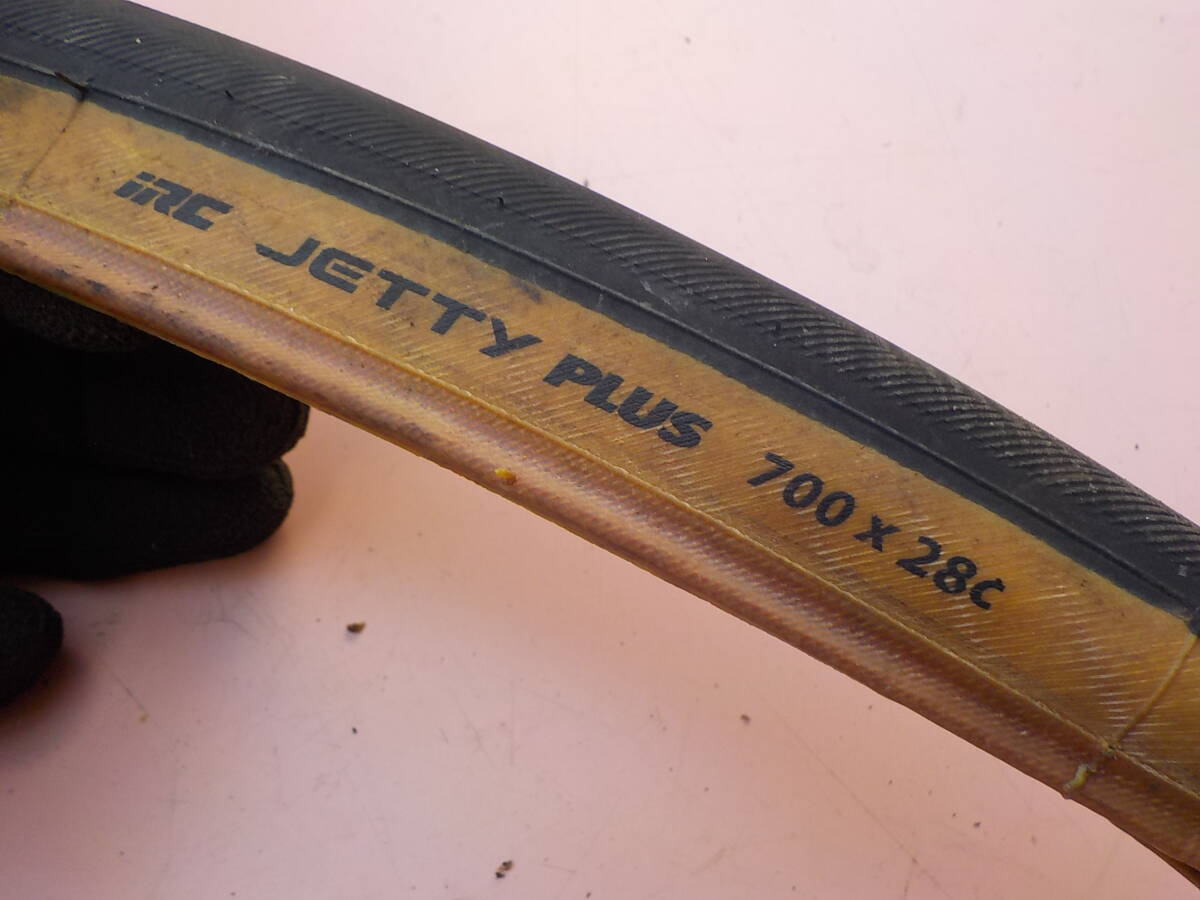 iRC JETTY PLUS 700 x 28C